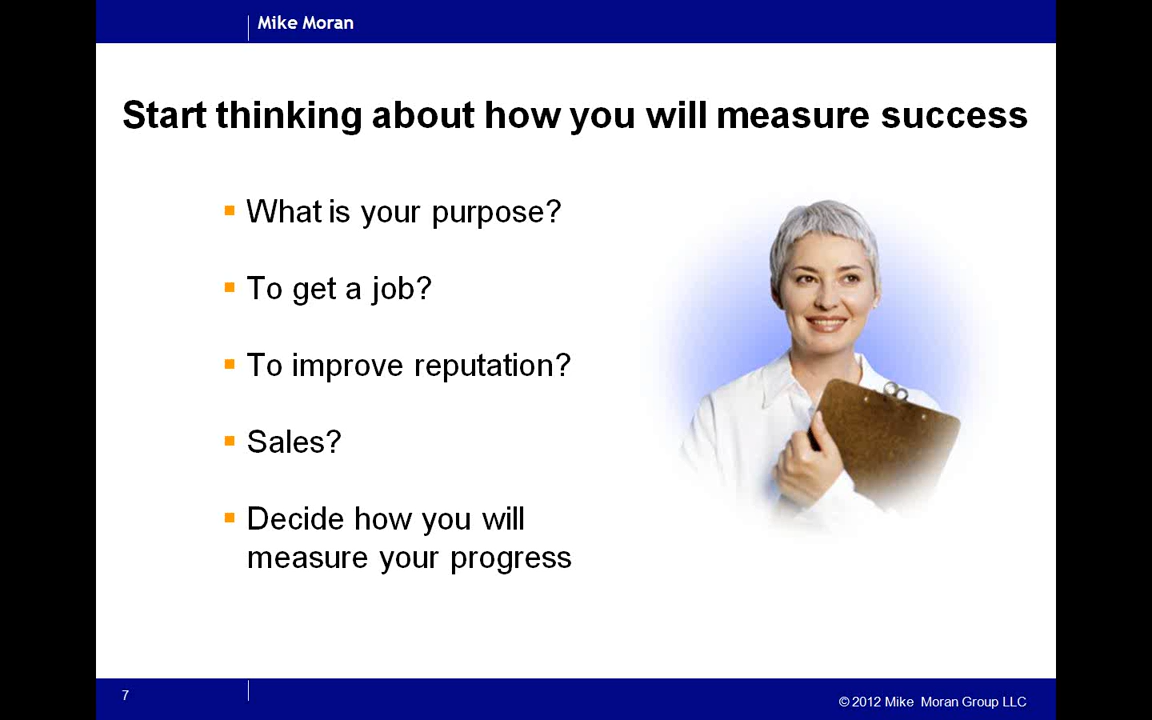 Mike Moran
Start thinking about how you will measure success
What is your purpose?
To get a job?
To improve reputation?
Sales?
Decide how you will
measure your progress
7
© 2012 Mike Moran Group LLC